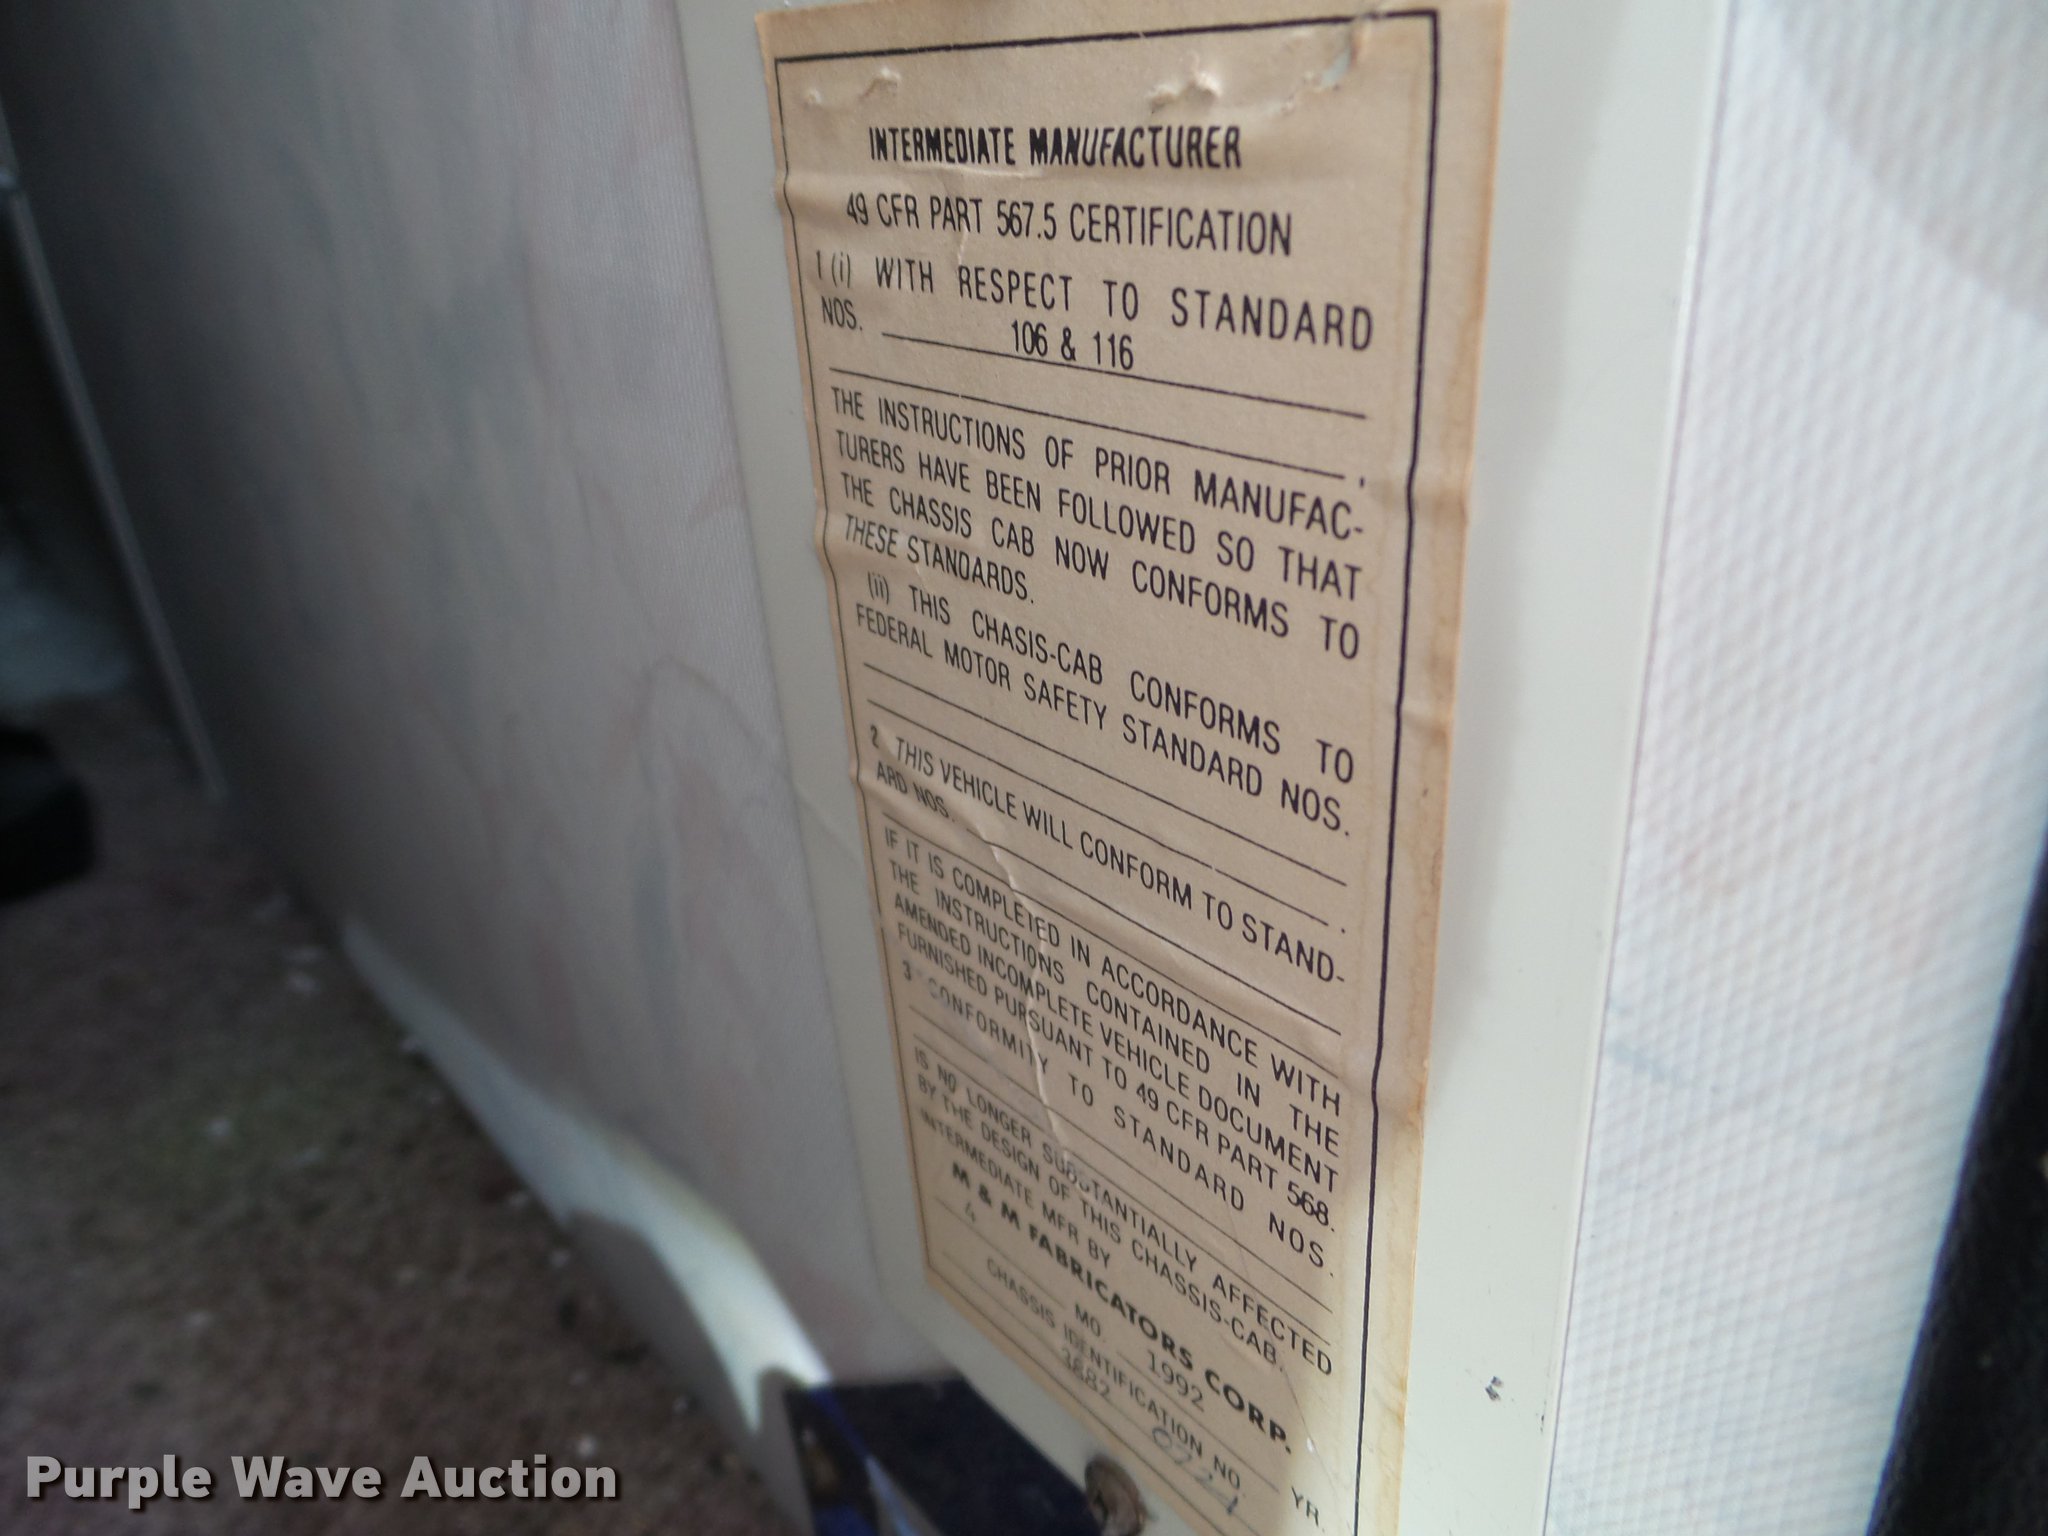 INTERMEDIATE MANUFACTURER
49 CFR PART 567.5 CERTIFICATION
1 (i) WITH RESPECT TO STANDARD
NOS. 106 & 116
,
THE INSTRUCTIONS OF PRIOR MANUFAC-
TURERS HAVE BEEN FOLLOWED SO THAT
THE CHASSIS CAB NOW CONFORMS TO
THESE STANDARDS.
(ii) THIS CHASIS-CAB CONFORMS TO
FEDERAL MOTOR SAFETY STANDARD NOS.
.
2 THIS VEHICLE WILL CONFORM TO STAND-
ARD NOS.
IF IT IS COMPLETED IN ACCORDANCE WITH
THE INSTRUCTIONS CONTAINED IN THE
AMENDED INCOMPLETE VEHICLE DOCUMENT
FURNISHED PURSUANT TO 49 CFR PART 568.
3 CONFORMITY TO STANDARD NOS.
IS NO LONGER SUBSTANTIALLY AFFECTED
BY THE DESIGN OF THIS CHASSIS-CAB.
INTERMEDIATE MFR BY
M & M FABRICATORS CORP.
4 MO. 1992 YR.
CHASSIS IDENTIFICATION NO.
3882 0224
Purple Wave Auction